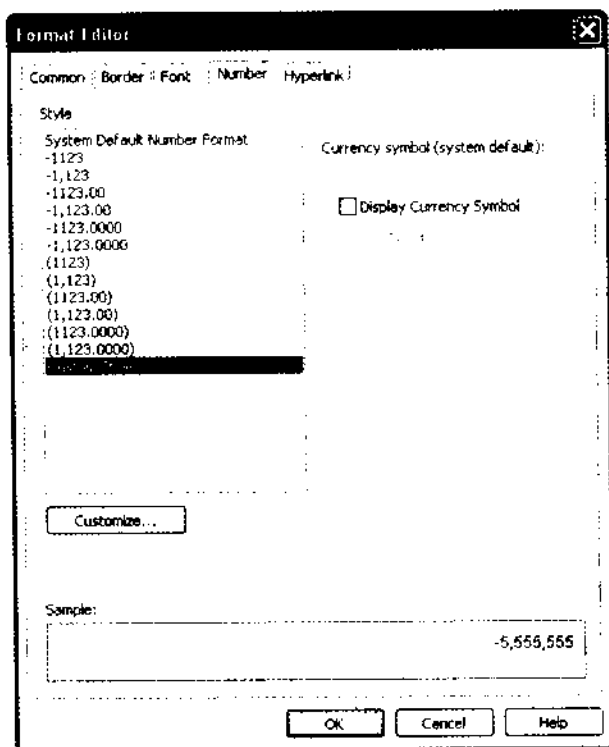 Format Editor
Common Border Font Number Hyperlink
Style
System Default Number Format
-1123
-1,123
-1123.00
-1,123.00
-1123.0000
-1,123.0000
(1123)
(1,123)
(1123.00)
(1,123.00)
(1123.0000)
(1,123.0000)
Currency symbol (system default):
Display Currency Symbol
Customize...
Sample:
-5,555,555
OK Cancel Help